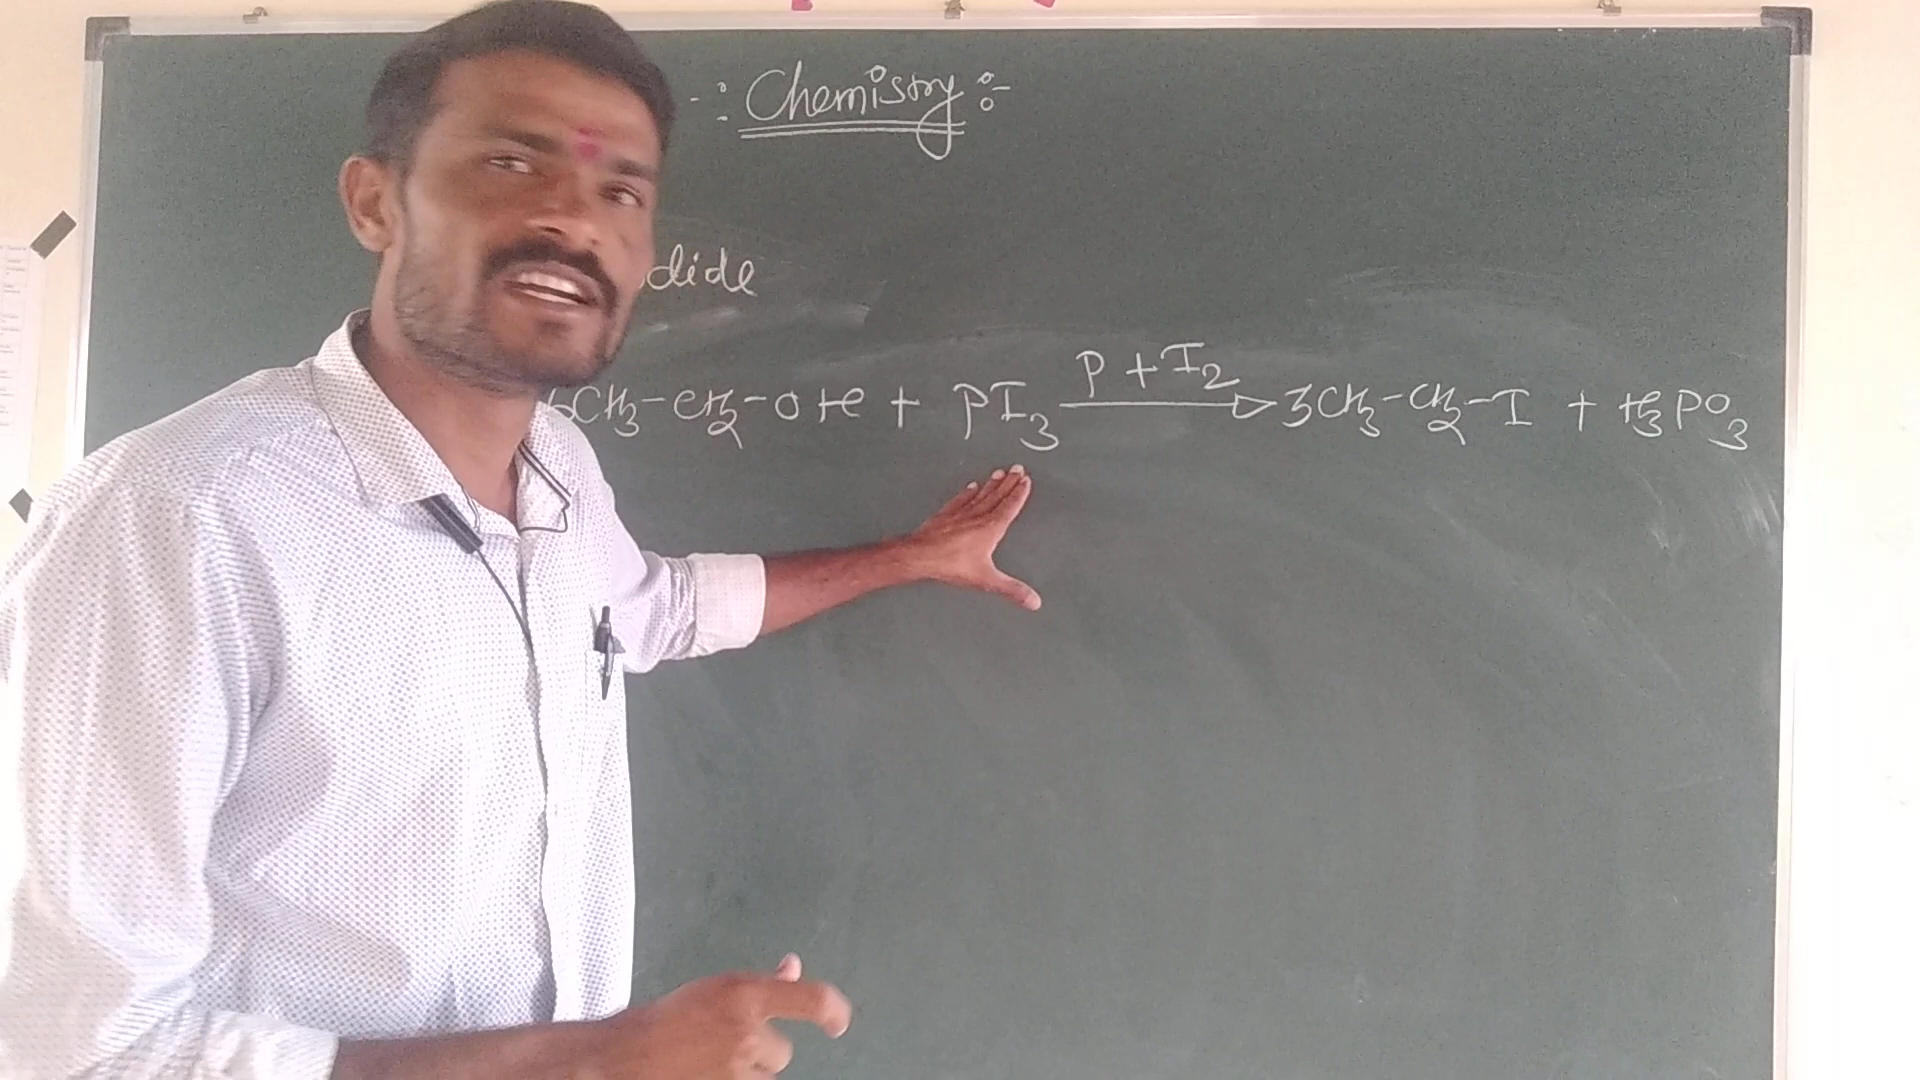 -: Chemistry :-
dide
CH3-CH2-OH + PI3 P+I2 → 3CH3-CH2-I + H3PO3